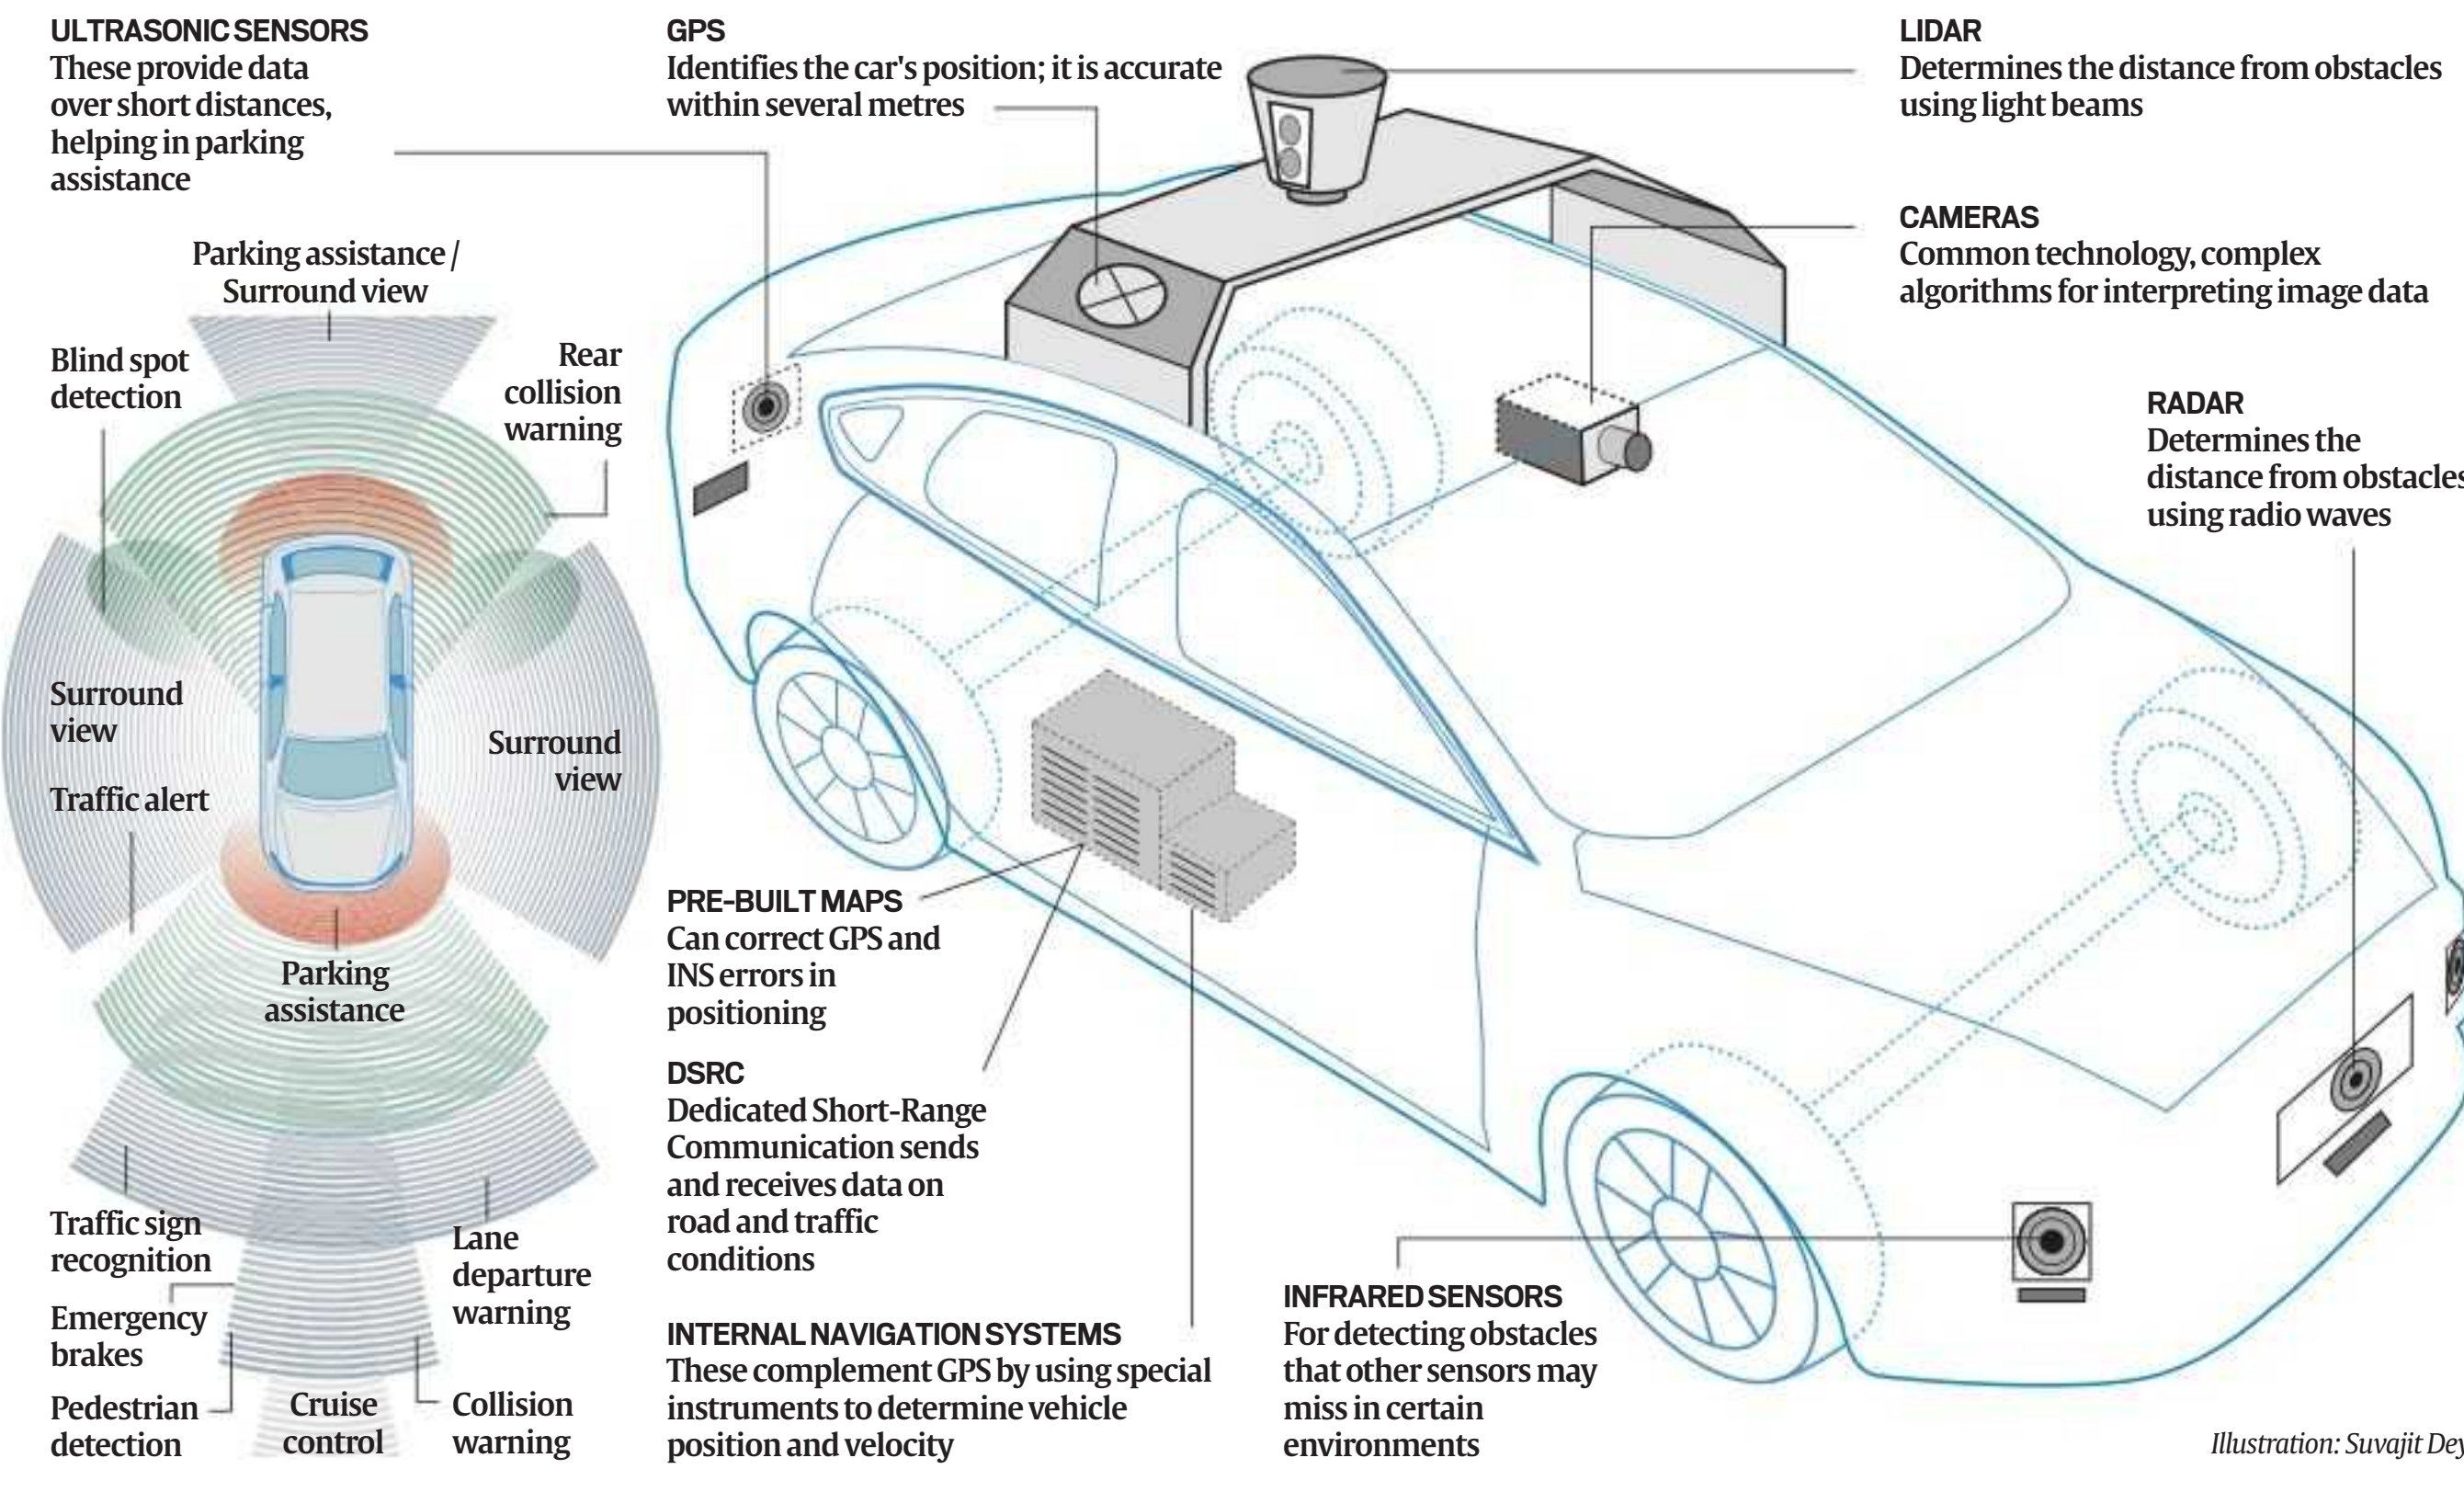 ULTRASONIC SENSORS
These provide data
over short distances,
helping in parking
assistance
GPS
Identifies the car's position; it is accurate
within several metres
LIDAR
Determines the distance from obstacles
using light beams
CAMERAS
Common technology, complex
algorithms for interpreting image data
RADAR
Determines the
distance from obstacles
using radio waves
Parking assistance /
Surround view
Blind spot
detection
Rear
collision
warning
Surround
view
Traffic alert
Surround
view
Parking
assistance
Traffic sign
recognition
Emergency
brakes
Pedestrian
detection
Cruise
control
Lane
departure
warning
Collision
warning
PRE-BUILT MAPS
Can correct GPS and
INS errors in
positioning
DSRC
Dedicated Short-Range
Communication sends
and receives data on
road and traffic
conditions
INTERNAL NAVIGATION SYSTEMS
These complement GPS by using special
instruments to determine vehicle
position and velocity
INFRARED SENSORS
For detecting obstacles
that other sensors may
miss in certain
environments
Illustration: Suvajit Dey